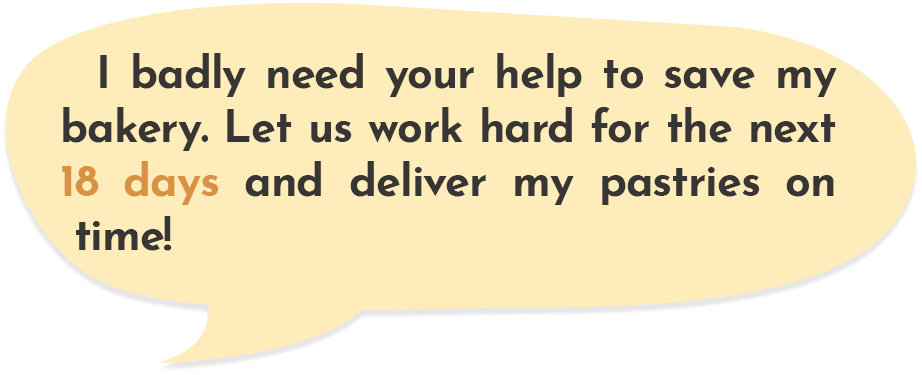 I badly need your help to save my
bakery. Let us work hard for the next
18 days and deliver my pastries on
time!